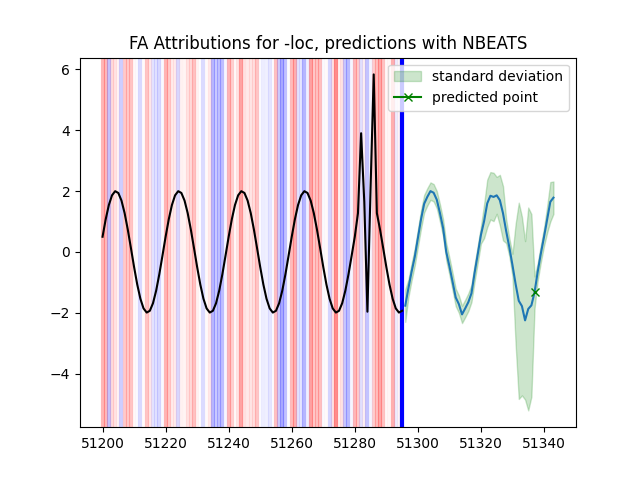 FA Attributions for -loc, predictions with NBEATS
standard deviation
predicted point
6
4
2
0
−2
−4
51200 51220 51240 51260 51280 51300 51320 51340